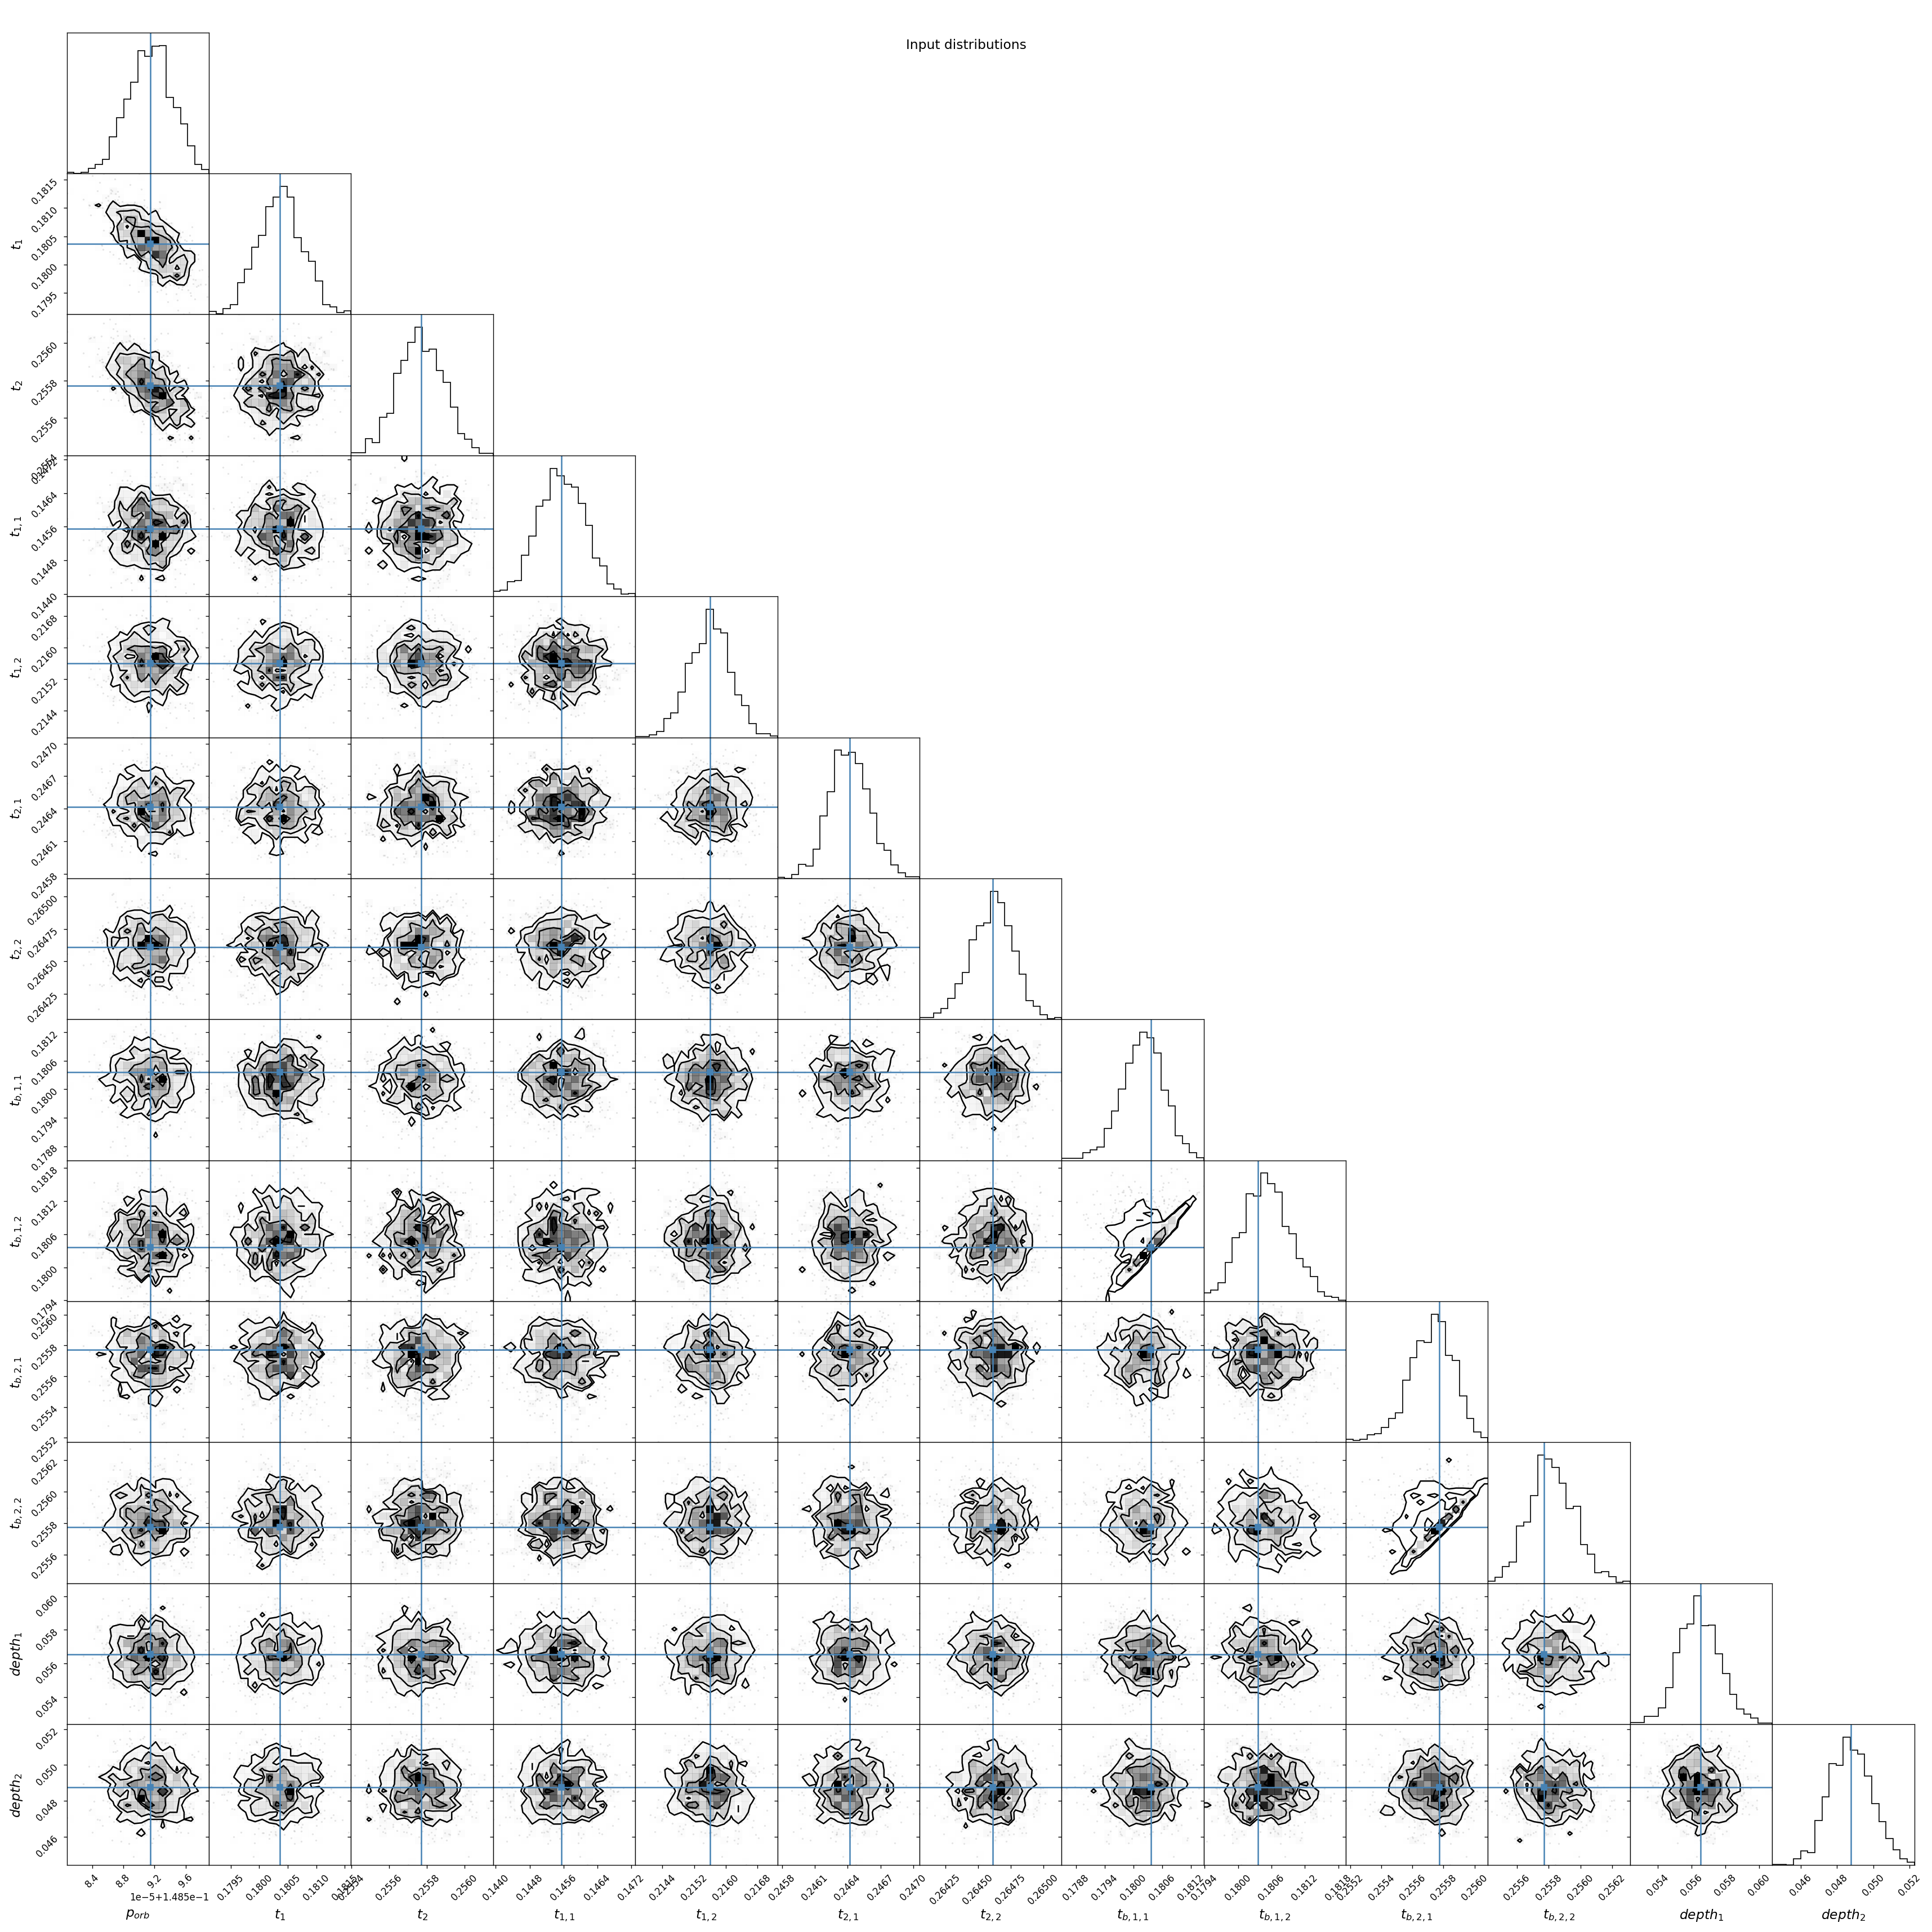 Input distributions
t_1
0.1815
0.1810
0.1805
0.1800
0.1795
t_2
0.2560
0.2558
0.2556
0.2554
t_{1,1}
0.1472
0.1464
0.1456
0.1448
0.1440
t_{1,2}
0.2168
0.2160
0.2152
0.2144
t_{2,1}
0.2470
0.2467
0.2464
0.2461
0.2458
t_{2,2}
0.26500
0.26475
0.26450
0.26425
t_{b,1,1}
0.1812
0.1806
0.1800
0.1794
0.1788
t_{b,1,2}
0.1818
0.1812
0.1806
0.1800
0.1794
t_{b,2,1}
0.2560
0.2558
0.2556
0.2554
0.2552
t_{b,2,2}
0.2562
0.2560
0.2558
0.2556
depth_1
0.060
0.058
0.056
0.054
depth_2
0.052
0.050
0.048
0.046
8.4 8.8 9.2 9.6
1e-5+1.485e-1
p_{orb}
0.1795 0.1800 0.1805 0.1810 0.1815
t_1
0.2554 0.2556 0.2558 0.2560
t_2
0.1440 0.1448 0.1456 0.1464 0.1472
t_{1,1}
0.2144 0.2152 0.2160 0.2168
t_{1,2}
0.2458 0.2461 0.2464 0.2467 0.2470
t_{2,1}
0.26425 0.26450 0.26475 0.26500
t_{2,2}
0.1788 0.1794 0.1800 0.1806 0.1812
t_{b,1,1}
0.1794 0.1800 0.1806 0.1812 0.1818
t_{b,1,2}
0.2552 0.2554 0.2556 0.2558 0.2560
t_{b,2,1}
0.2556 0.2558 0.2560 0.2562
t_{b,2,2}
0.054 0.056 0.058 0.060
depth_1
0.046 0.048 0.050 0.052
depth_2